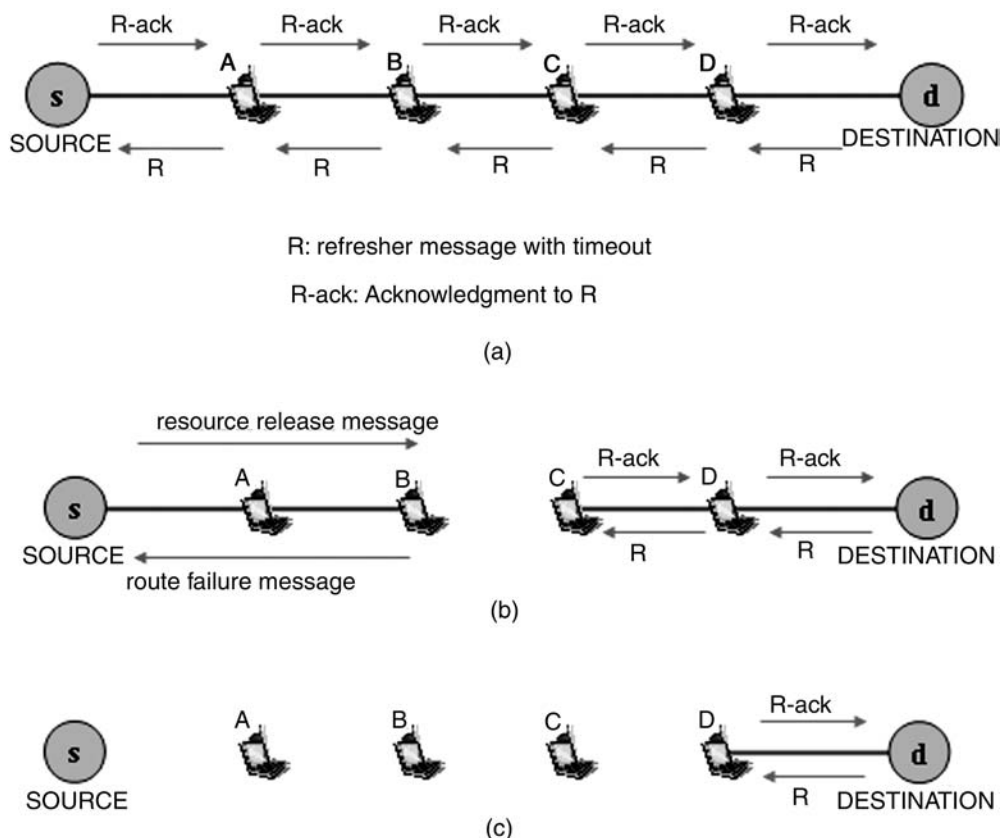 R-ack R-ack R-ack R-ack R-ack
A B C D
s d
SOURCE DESTINATION
R R R R R
R: refresher message with timeout
R-ack: Acknowledgment to R
(a)
resource release message
R-ack R-ack
A B C D
s d
SOURCE R R DESTINATION
route failure message
(b)
R-ack
A B C D
s d
R
SOURCE DESTINATION
(c)